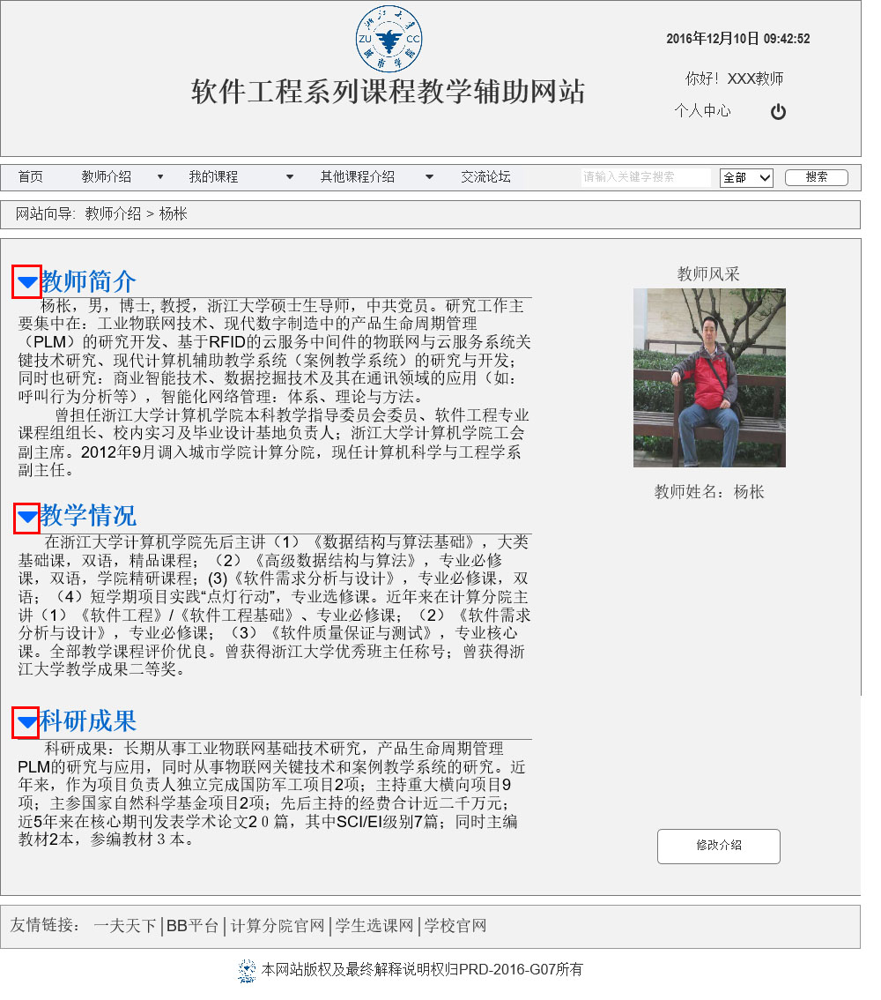 浙江大学
ZUCC
城市学院
软件工程系列课程教学辅助网站
2016年12月10日 09:42:52
你好！XXX教师
个人中心
首页 教师介绍 我的课程 其他课程介绍 交流论坛 请输入关键字搜索 全部 搜索
网站向导: 教师介绍 > 杨枨
教师简介
杨枨，男，博士, 教授，浙江大学硕士生导师，中共党员。研究工作主
要集中在：工业物联网技术、现代数字制造中的产品生命周期管理
（PLM）的研究开发、基于RFID的云服务中间件的物联网与云服务系统关
键技术研究、现代计算机辅助教学系统（案例教学系统）的研究与开发；
同时也研究：商业智能技术、数据挖掘技术及其在通讯领域的应用（如：
呼叫行为分析等），智能化网络管理：体系、理论与方法。
曾担任浙江大学计算机学院本科教学指导委员会委员、软件工程专业
课程组组长、校内实习及毕业设计基地负责人；浙江大学计算机学院工会
副主席。2012年9月调入城市学院计算分院，现任计算机科学与工程学系
副主任。
教师风采
教师姓名：杨枨
教学情况
在浙江大学计算机学院先后主讲（1）《数据结构与算法基础》，大类
基础课，双语，精品课程；（2）《高级数据结构与算法》，专业必修
课，双语，学院精研课程；(3)《软件需求分析与设计》，专业必修课，双
语；（4）短学期项目实践“点灯行动”，专业选修课。近年来在计算分院主
讲（1）《软件工程》/《软件工程基础》、专业必修课；（2）《软件需求
分析与设计》，专业必修课；（3）《软件质量保证与测试》，专业核心
课。全部教学课程评价优良。曾获得浙江大学优秀班主任称号；曾获得浙
江大学教学成果二等奖。
科研成果
科研成果：长期从事工业物联网基础技术研究，产品生命周期管理
PLM的研究与应用，同时从事物联网关键技术和案例教学系统的研究。近
年来，作为项目负责人独立完成国防军工项目2项；主持重大横向项目9
项；主参国家自然科学基金项目2项；先后主持的经费合计近二千万元；
近5年来在核心期刊发表学术论文2０篇，其中SCI/EI级别7篇；同时主编
教材2本，参编教材３本。
修改介绍
友情链接： 一夫天下│BB平台│计算分院官网│学生选课网│学校官网
本网站版权及最终解释说明权归PRD-2016-G07所有